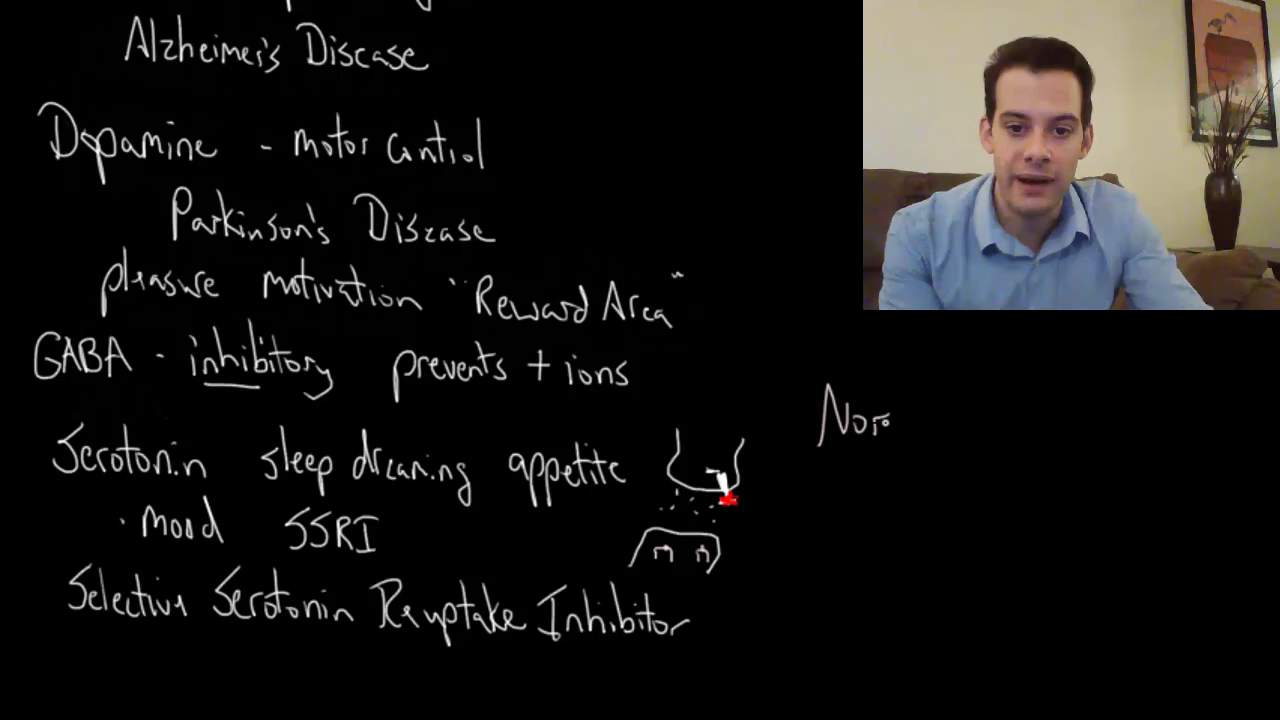 Alzheimer's Disease
Dopamine - motor control
Parkinson's Disease
pleasure motivation "Reward Area"
GABA - inhibitory prevents + ions
Serotonin sleep dreaming appetite
· mood SSRI
Selective Serotonin Reuptake Inhibitor
Nor